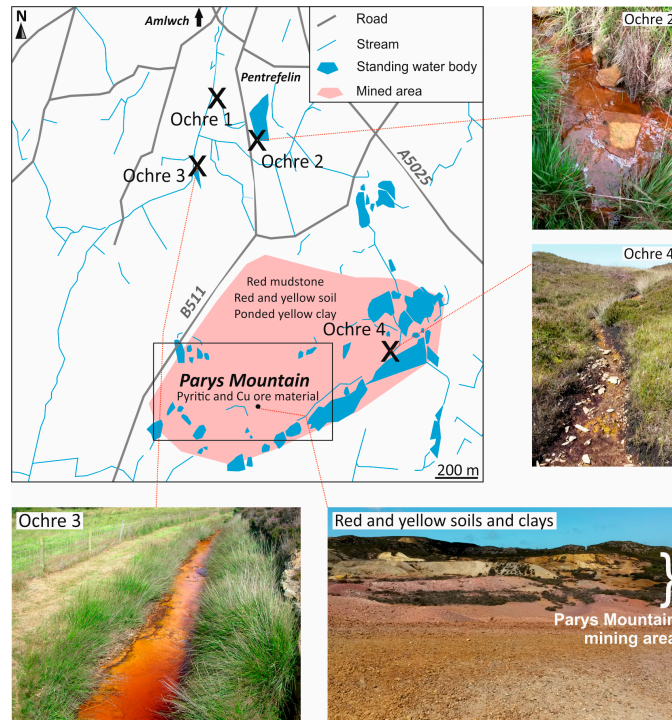 N
Amlwch
Road
Stream
Standing water body
Mined area
Pentrefelin
Ochre 1
Ochre 2
Ochre 3
A5025
B511
Red mudstone
Red and yellow soil
Ponded yellow clay
Ochre 4
Parys Mountain
Pyritic and Cu ore material
200 m
Ochre 2
Ochre 4
Ochre 3
Red and yellow soils and clays
Parys Mountain
mining area